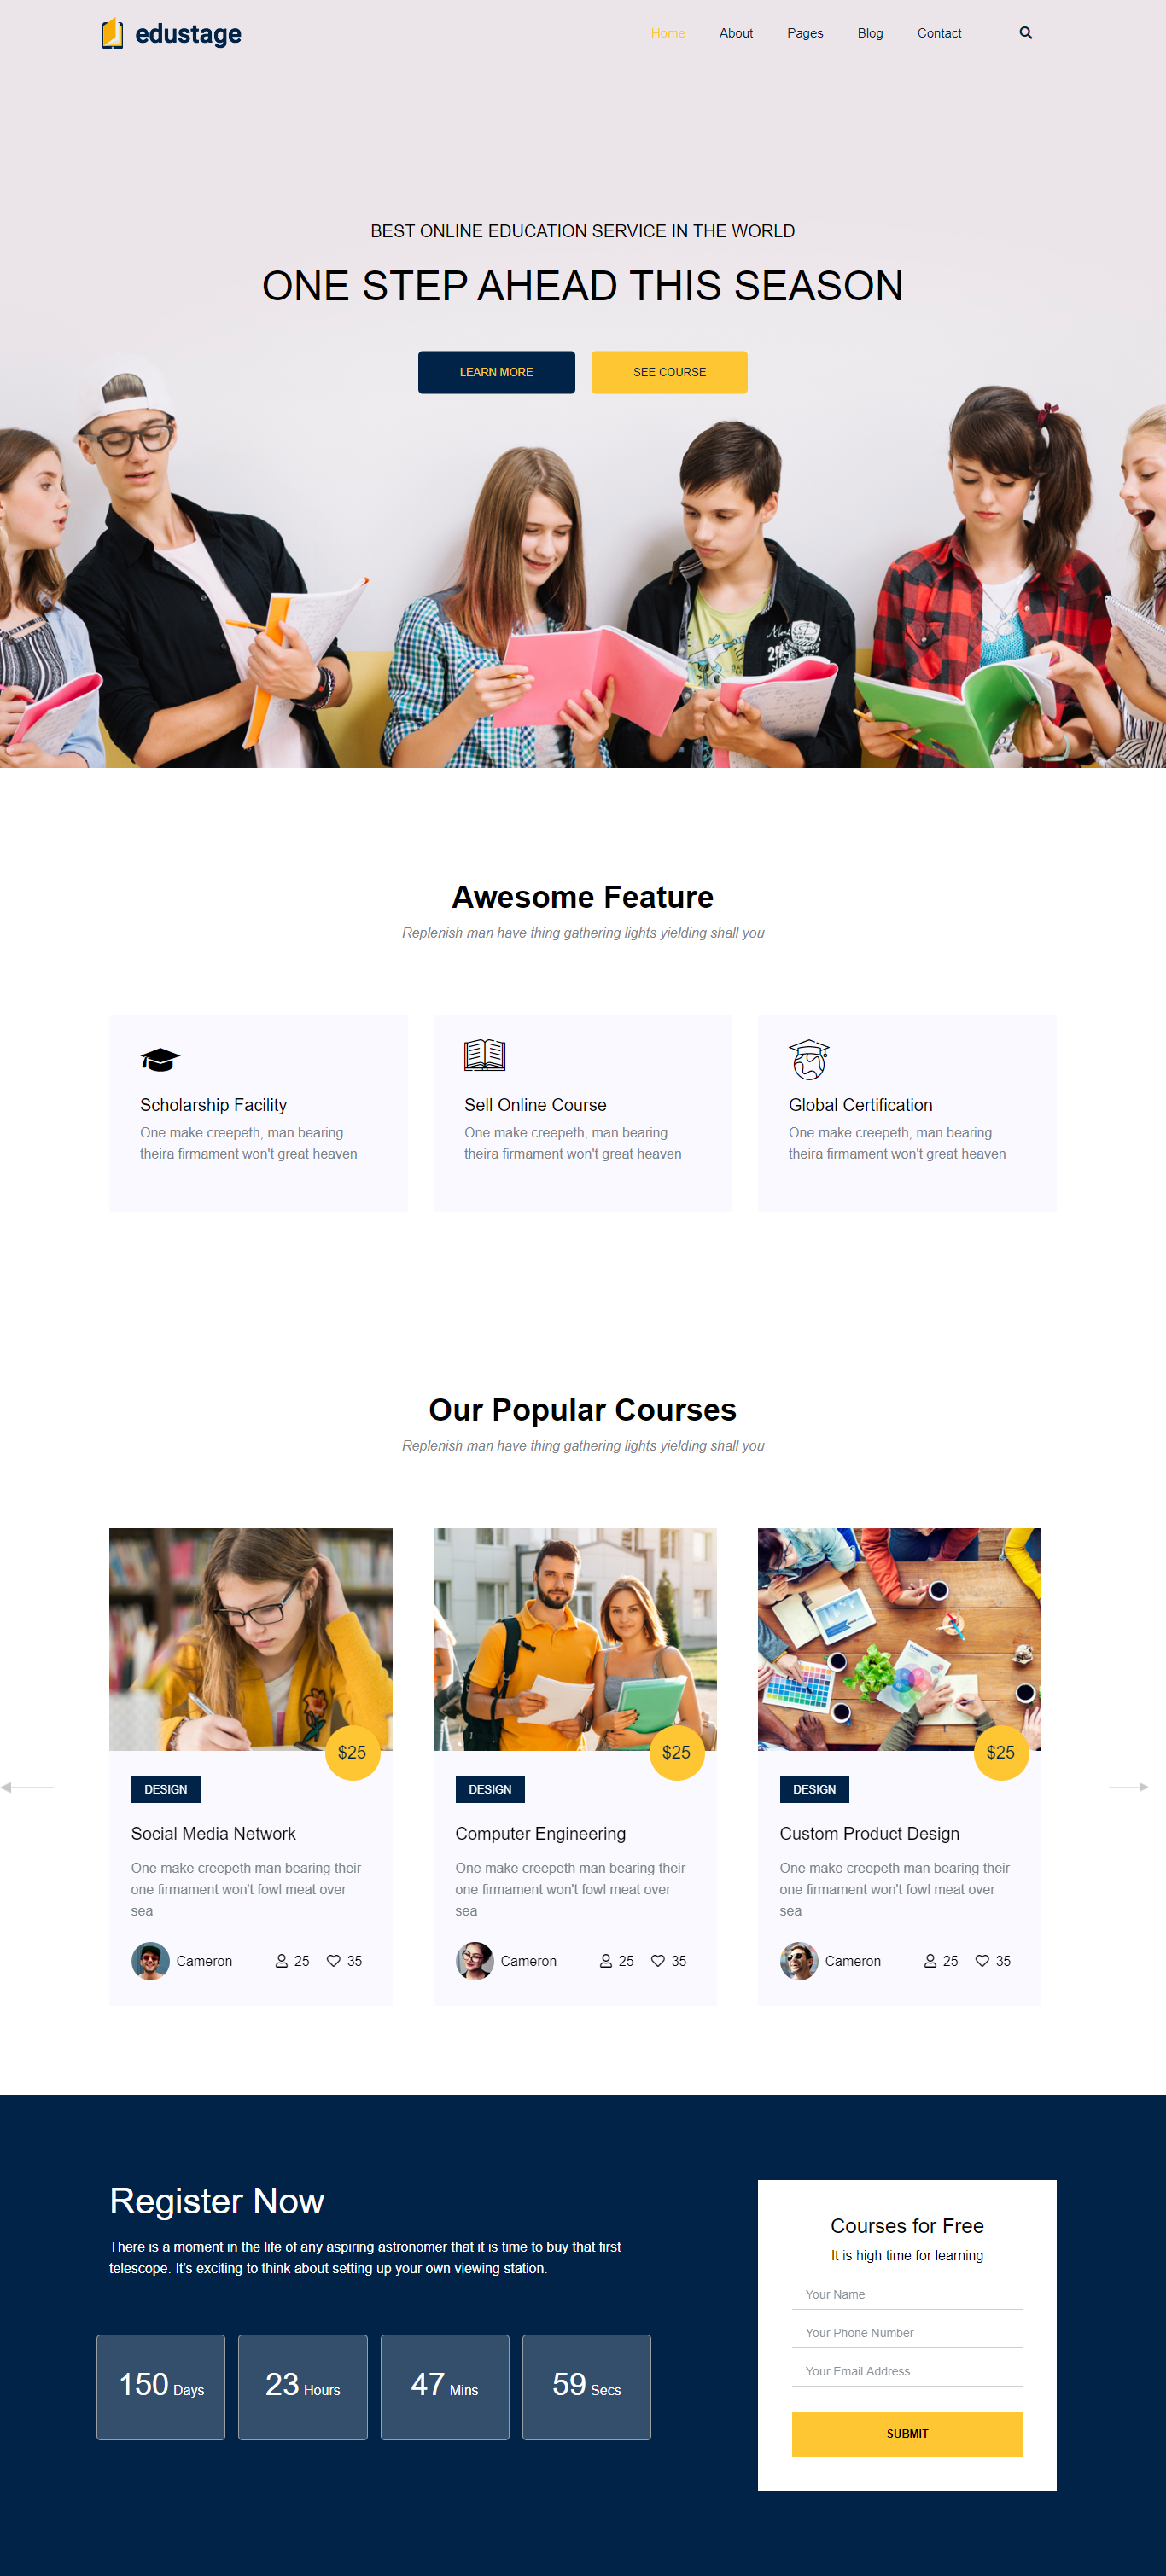 edustage
Home About Pages Blog Contact
BEST ONLINE EDUCATION SERVICE IN THE WORLD
ONE STEP AHEAD THIS SEASON
LEARN MORE SEE COURSE
Awesome Feature
Replenish man have thing gathering lights yielding shall you
Scholarship Facility
One make creepeth, man bearing
theira firmament won't great heaven
Sell Online Course
One make creepeth, man bearing
theira firmament won't great heaven
Global Certification
One make creepeth, man bearing
theira firmament won't great heaven
Our Popular Courses
Replenish man have thing gathering lights yielding shall you
$25
DESIGN
Social Media Network
One make creepeth man bearing their
one firmament won't fowl meat over
sea
Cameron 25 35
$25
DESIGN
Computer Engineering
One make creepeth man bearing their
one firmament won't fowl meat over
sea
Cameron 25 35
$25
DESIGN
Custom Product Design
One make creepeth man bearing their
one firmament won't fowl meat over
sea
Cameron 25 35
Register Now
There is a moment in the life of any aspiring astronomer that it is time to buy that first
telescope. It's exciting to think about setting up your own viewing station.
150 Days 23 Hours 47 Mins 59 Secs
Courses for Free
It is high time for learning
Your Name
Your Phone Number
Your Email Address
SUBMIT